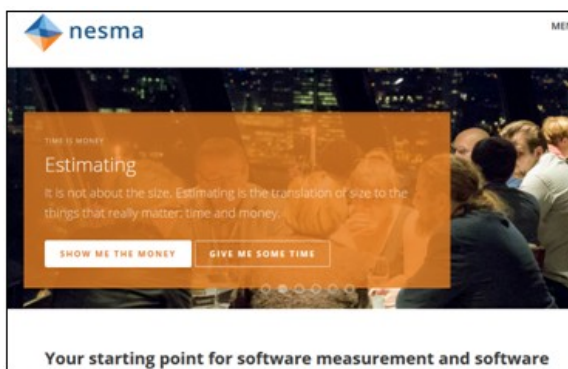 nesma
TIME IS MONEY
Estimating
It is not about the size. Estimating is the translation of size to the
things that really matter: time and money.
SHOW ME THE MONEY
GIVE ME SOME TIME
Your starting point for software measurement and software